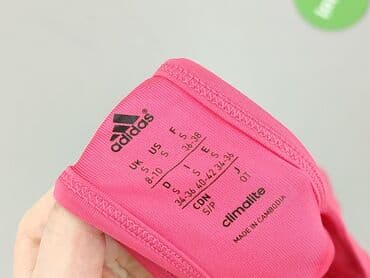 adidas®
UK US F
8-10 S 36-38
D I E
34-36 40-42 34-36
CDN J
S/P OT
climalite
MADE IN CAMBODIA